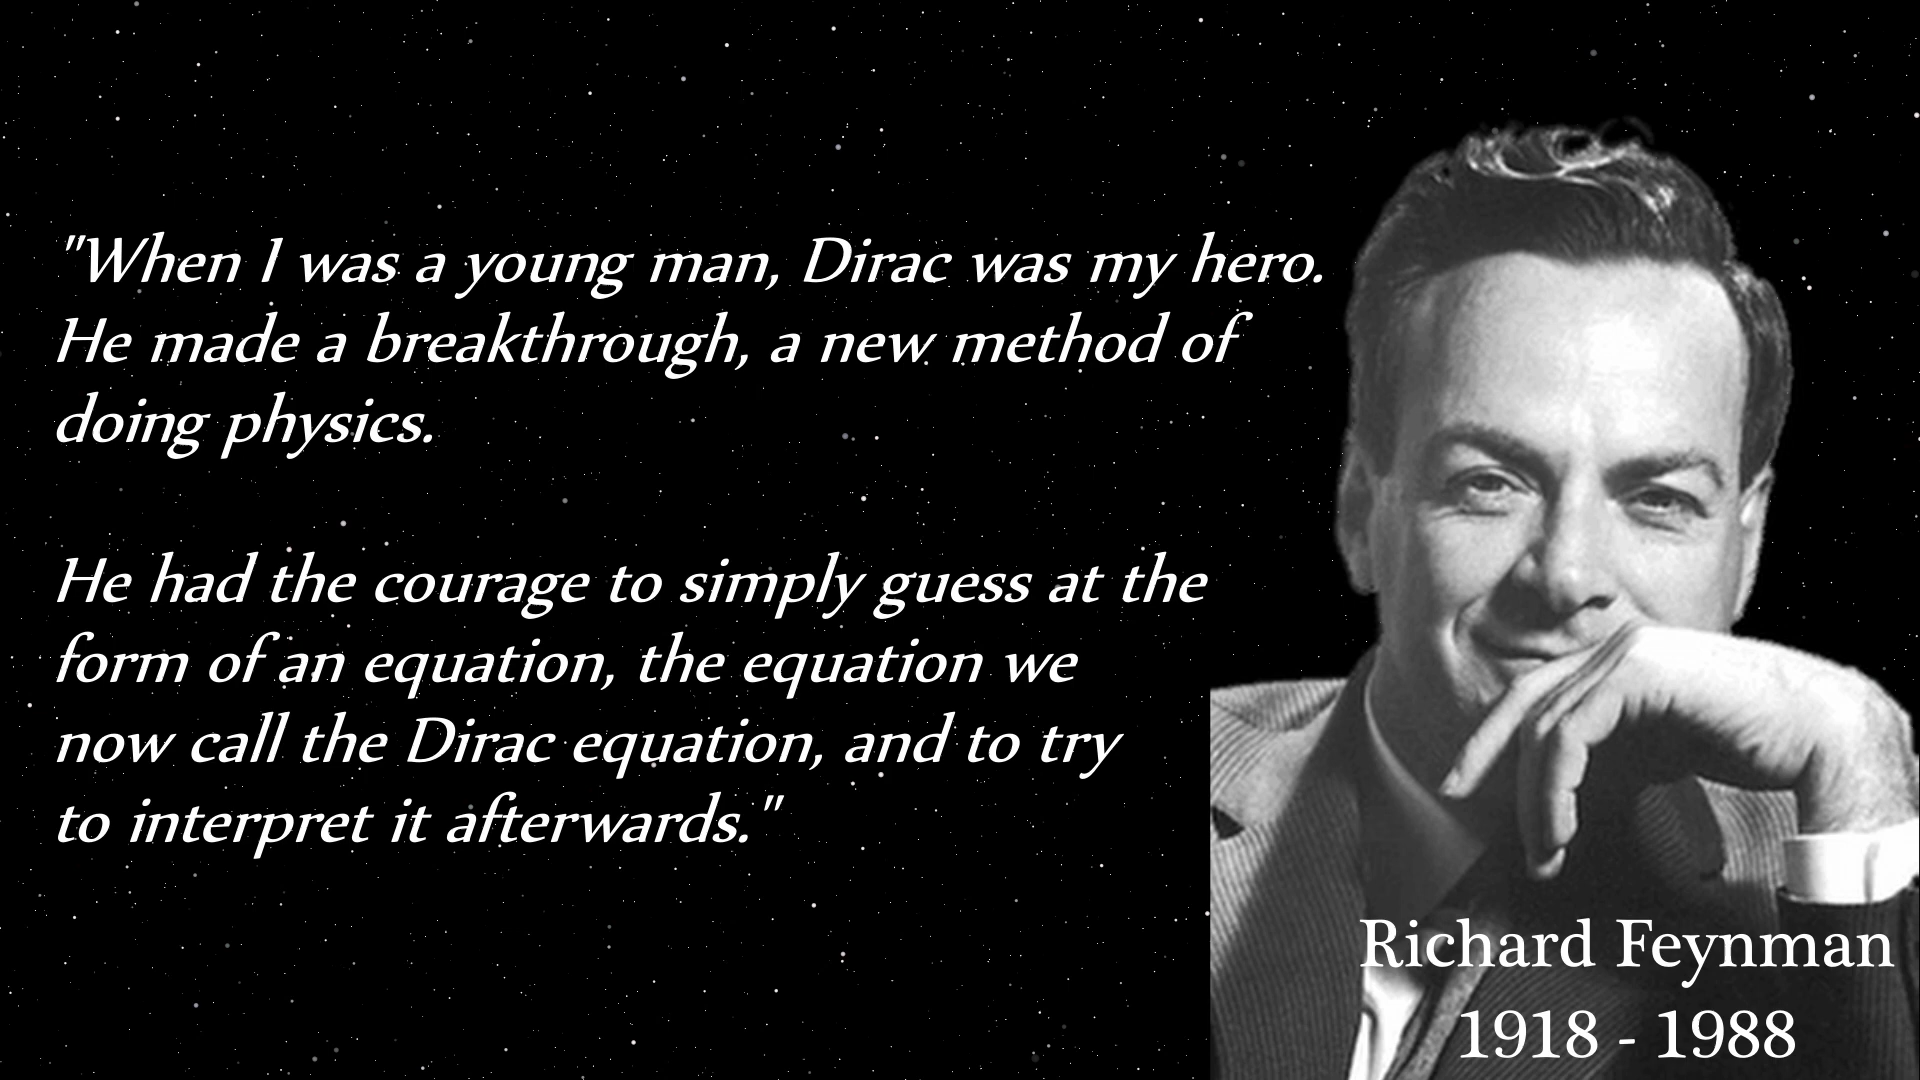 "When I was a young man, Dirac was my hero.
He made a breakthrough, a new method of
doing physics.
He had the courage to simply guess at the
form of an equation, the equation we
now call the Dirac equation, and to try
to interpret it afterwards."
Richard Feynman
1918 - 1988